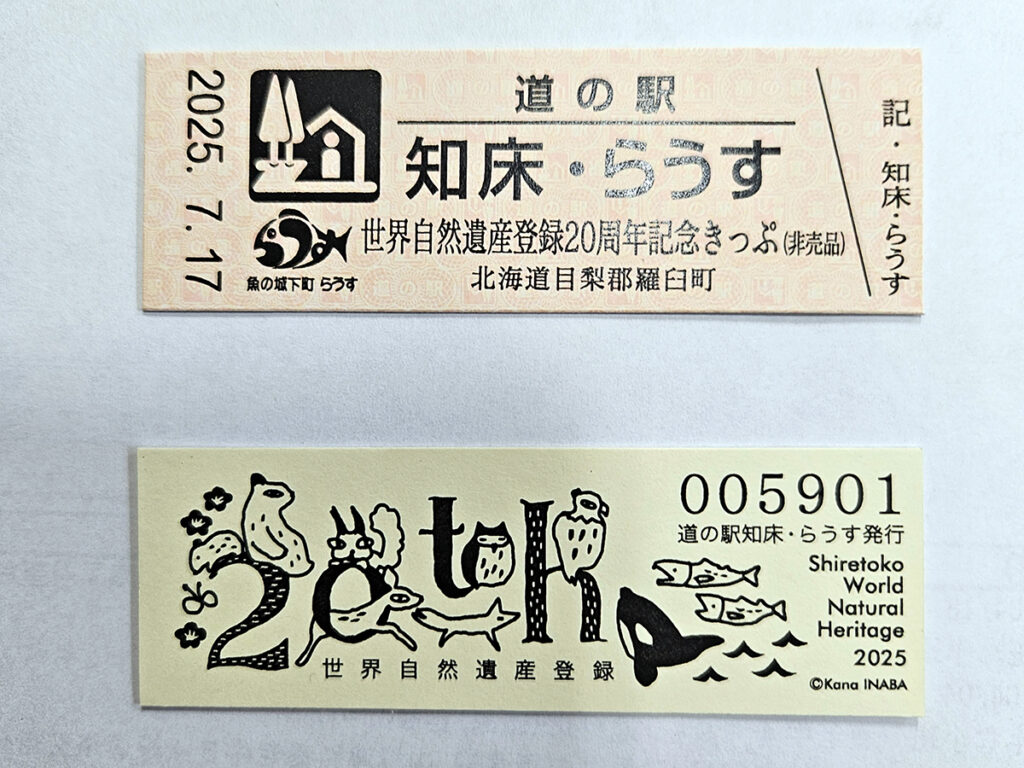 2025. 7. 17
道の駅
知床・らうす
世界自然遺産登録20周年記念きっぷ(非売品)
北海道目梨郡羅臼町
魚の城下町 らうす
記・知床・らうす
20th
世界自然遺産登録
005901
道の駅知床・らうす発行
Shiretoko
World
Natural
Heritage
2025
©Kana INABA